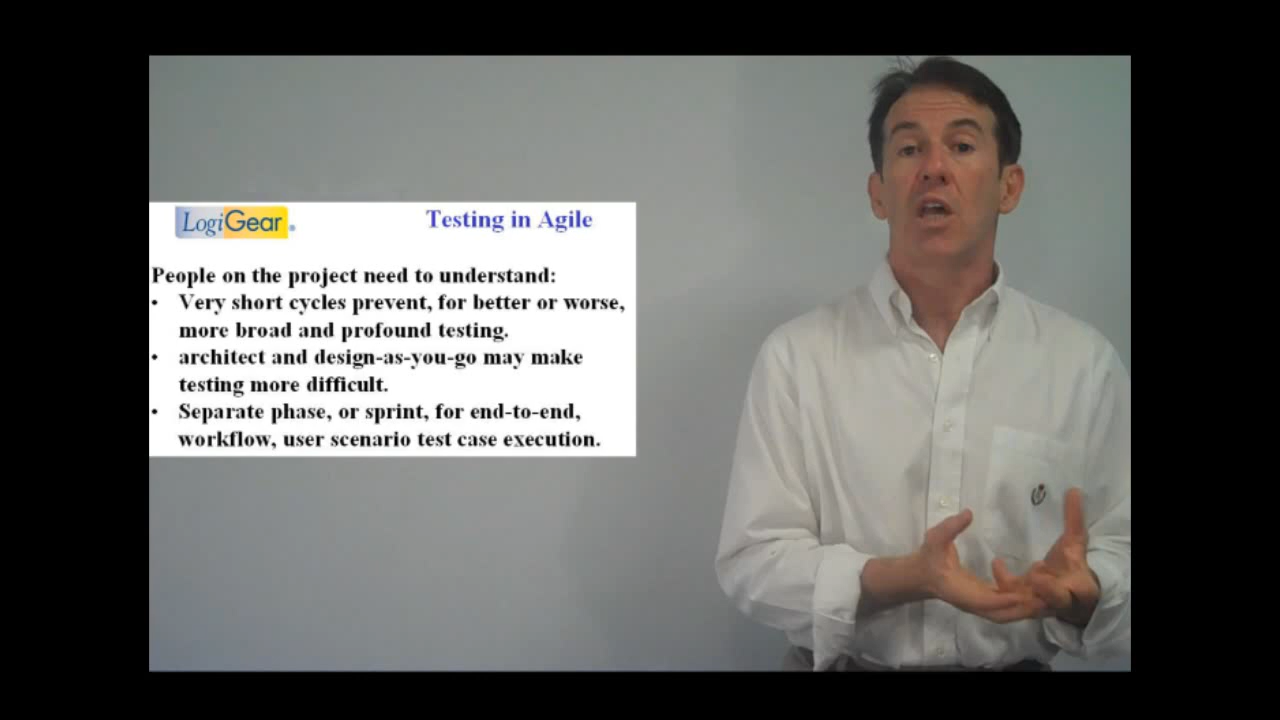 LogiGear®
Testing in Agile
People on the project need to understand:
• Very short cycles prevent, for better or worse,
more broad and profound testing.
• architect and design-as-you-go may make
testing more difficult.
• Separate phase, or sprint, for end-to-end,
workflow, user scenario test case execution.